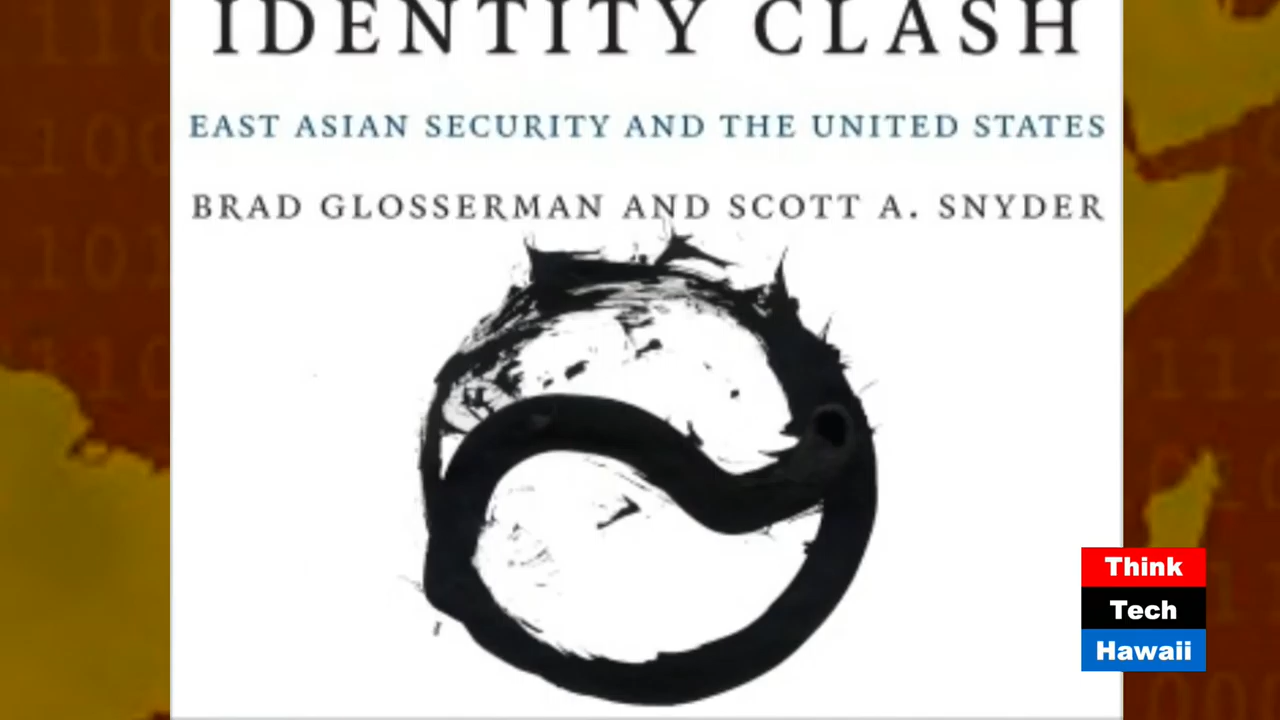 IDENTITY CLASH
EAST ASIAN SECURITY AND THE UNITED STATES
BRAD GLOSSERMAN AND SCOTT A. SNYDER
Think
Tech
Hawaii